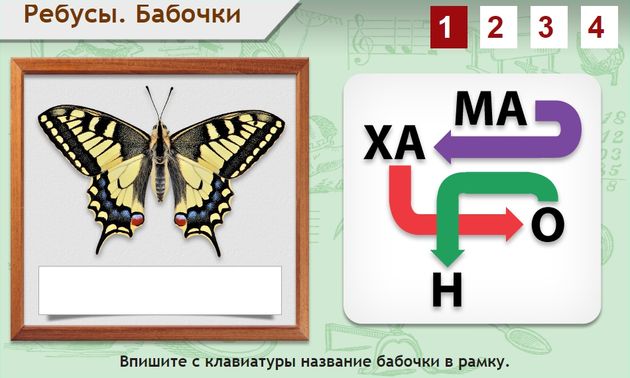 Ребусы. Бабочки
1 2 3 4
МА
ХА
О
Н
Впишите с клавиатуры название бабочки в рамку.